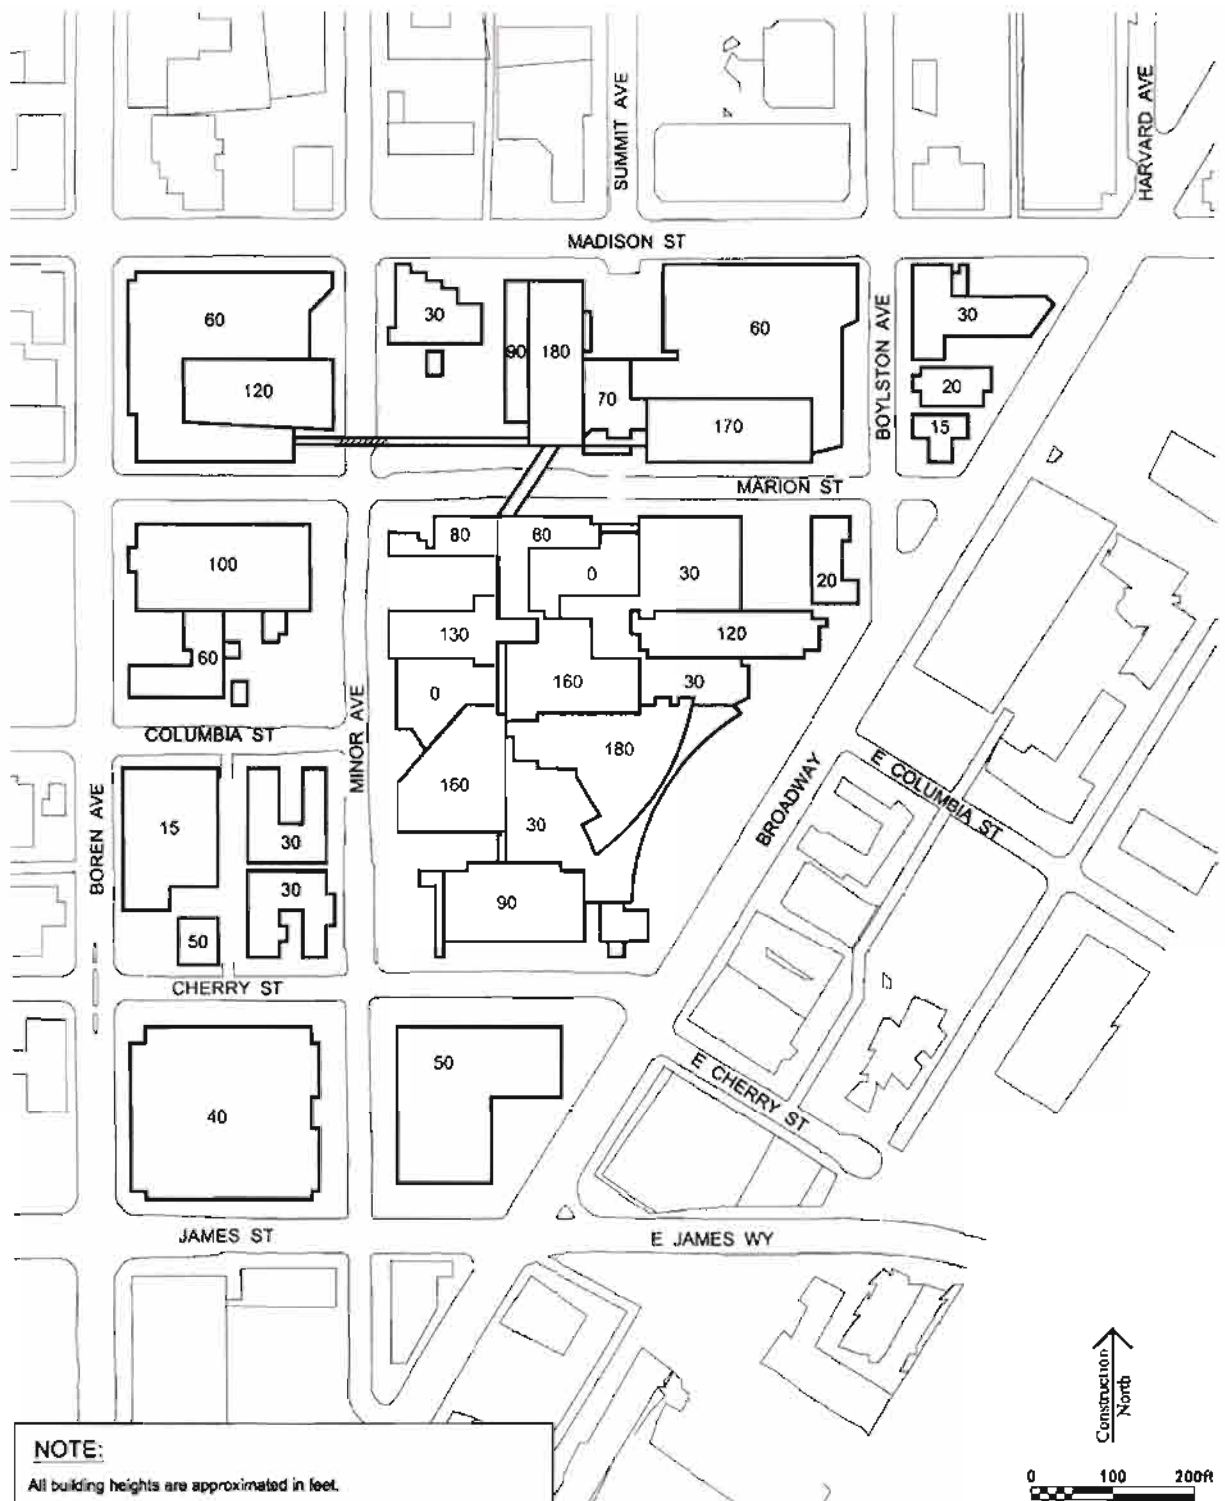 SUMMIT AVE
HARVARD AVE
MADISON ST
60
30
90
180
60
BOYLSTON AVE
30
120
70
20
170
15
MARION ST
80
80
100
0
30
20
130
120
60
0
160
30
MINOR AVE
COLUMBIA ST
180
BROADWAY
E COLUMBIA ST
160
BOREN AVE
15
30
30
30
90
50
CHERRY ST
50
E CHERRY ST
40
JAMES ST
E JAMES WY
Construction
North
NOTE:
All building heights are approximated in feet.
0 100 200ft